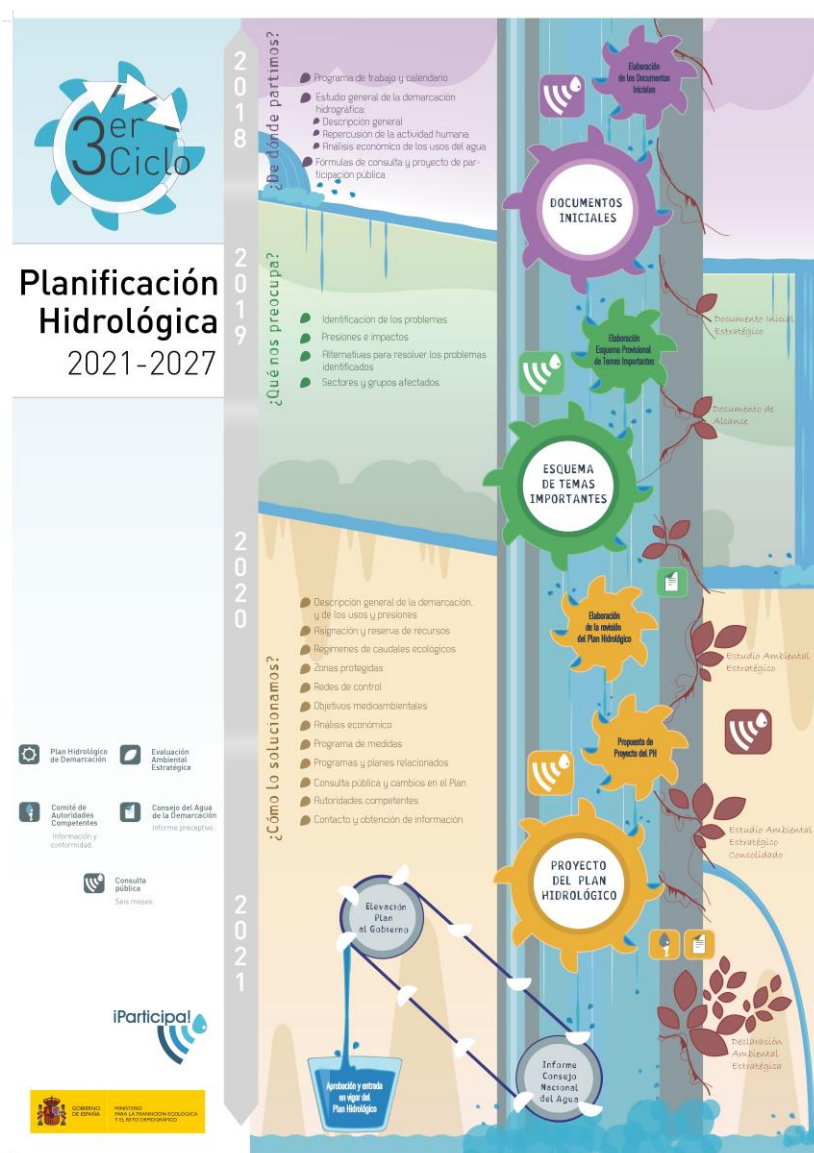 3er
Ciclo
Planificación
Hidrológica
2021-2027
2018
¿De dónde partimos?
Programa de trabajo y calendario
Estudio general de la demarcación
hidrográfica:
Descripción general
Repercusión de la actividad humana
Análisis económico de los usos del agua
Fórmulas de consulta y proyecto de par-
ticipación pública
Elaboración
de los Documentos
Iniciales
DOCUMENTOS
INICIALES
2019
¿Qué nos preocupa?
Identificación de los problemas
Presiones e impactos
Alternativas para resolver los problemas
identificados
Sectores y grupos afectados
Elaboración
Esquema Provisional
de Temas Importantes
Documento Inicial
Estratégico
Documento de
Alcance
ESQUEMA
DE TEMAS
IMPORTANTES
2020
¿Cómo lo solucionamos?
Descripción general de la demarcación,
y de los usos y presiones
Asignación y reserva de recursos
Regímenes de caudales ecológicos
Zonas protegidas
Redes de control
Objetivos medioambientales
Análisis económico
Programa de medidas
Programas y planes relacionados
Consulta pública y cambios en el Plan
Autoridades competentes
Contacto y obtención de información
Elaboración
de la revisión
del Plan Hidrológico
Estudio Ambiental
Estratégico
Propuesta de
Proyecto del PH
Estudio Ambiental
Estratégico
Consolidado
PROYECTO
DEL PLAN
HIDROLÓGICO
2021
Elevación
Plan
al Gobierno
Aprobación y entrada
en vigor del
Plan Hidrológico
Informe
Consejo
Nacional
del Agua
Declaración
Ambiental
Estratégica
Plan Hidrológico
de Demarcación
Evaluación
Ambiental
Estratégica
Comité de
Autoridades
Competentes
Información y
conformidad.
Consejo del Agua
de la Demarcación
Informe preceptivo.
Consulta
pública
Seis meses.
¡Participa!
GOBIERNO
DE ESPAÑA
MINISTERIO
PARA LA TRANSICIÓN ECOLÓGICA
Y EL RETO DEMOGRÁFICO